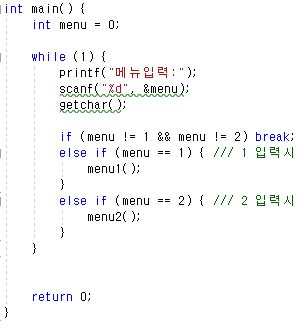 int main() {
int menu = 0;
while (1) {
printf("메뉴입력:");
scanf("%d", &menu);
getchar();
if (menu != 1 && menu != 2) break;
else if (menu == 1) { /// 1 입력시
menu1();
}
else if (menu == 2) { /// 2 입력시
menu2();
}
}
return 0;
}